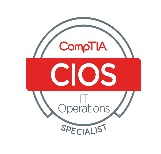 CompTIA
CIOS
IT
Operations
SPECIALIST